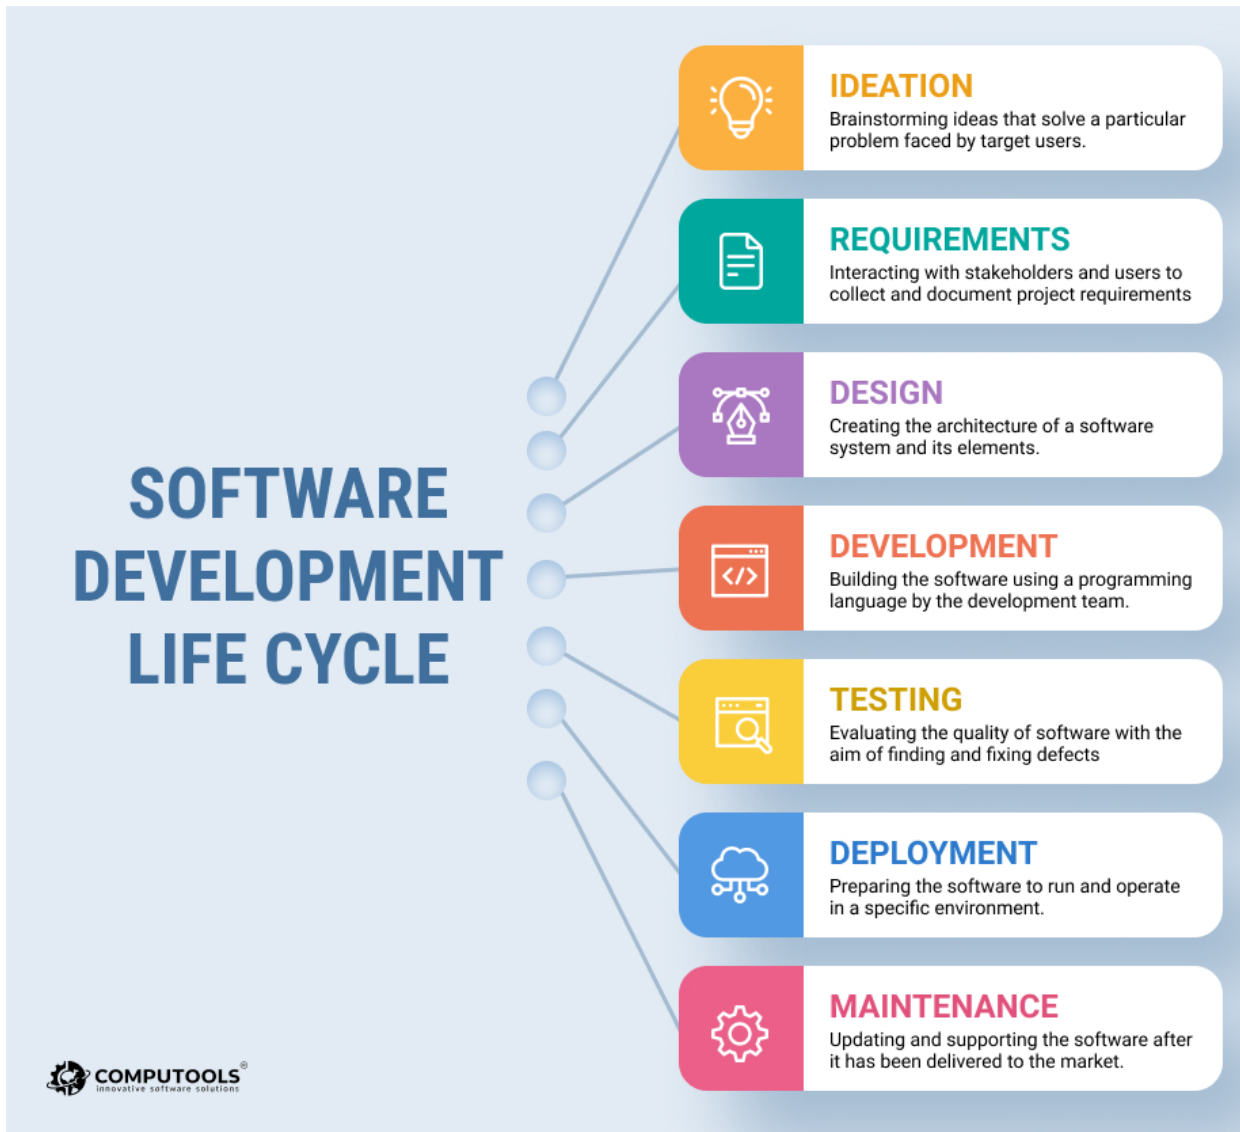 SOFTWARE
DEVELOPMENT
LIFE CYCLE
IDEATION
Brainstorming ideas that solve a particular
problem faced by target users.
REQUIREMENTS
Interacting with stakeholders and users to
collect and document project requirements
DESIGN
Creating the architecture of a software
system and its elements.
DEVELOPMENT
Building the software using a programming
language by the development team.
TESTING
Evaluating the quality of software with the
aim of finding and fixing defects
DEPLOYMENT
Preparing the software to run and operate
in a specific environment.
MAINTENANCE
Updating and supporting the software after
it has been delivered to the market.
COMPUTOOLS®
innovative software solutions